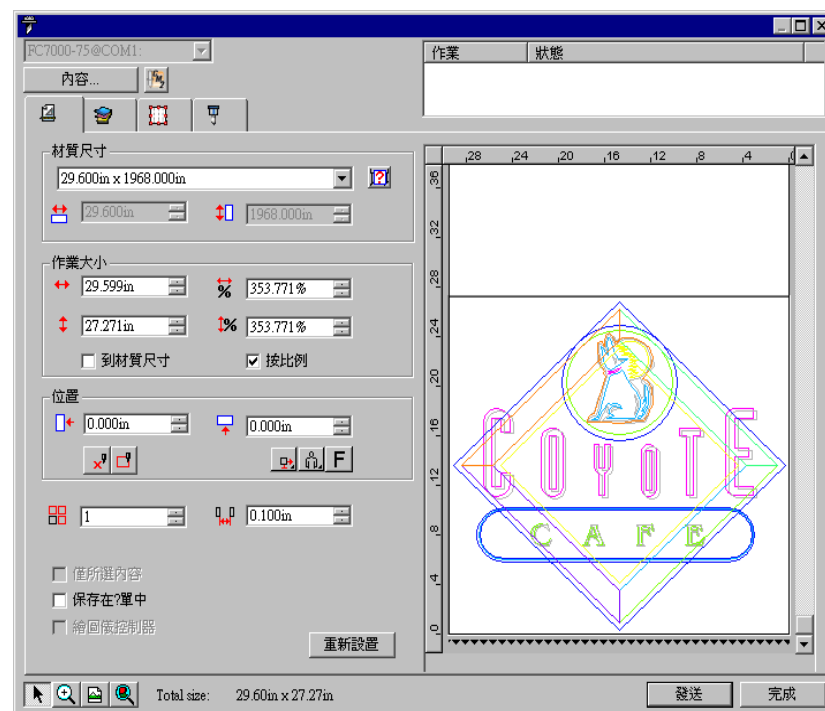 FC7000-75@COM1:
內容...
作業 狀態
材質尺寸
29.600in x 1968.000in
29.600in 1968.000in
作業大小
29.599in % 353.771%
27.271in % 353.771%
到材質尺寸 按比例
位置
0.000in 0.000in
F
1 0.100in
僅所選內容
保存在?單中
繪圖儀控制器
重新設置
28 24 20 16 12 8 4 0
36
32
28
24
20
16
12
8
4
0
COYOTE
CAFE
Total size: 29.60in x 27.27in
發送 完成